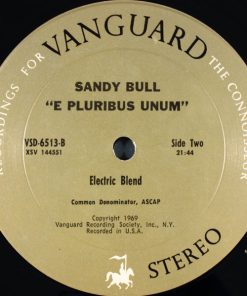 RECORDINGS FOR THE CONNOISSEUR
VANGUARD
SANDY BULL
"E PLURIBUS UNUM"
VSD-6513-B
Side Two
XSV 144551
21:44
Electric Blend
Common Denominator, ASCAP
Copyright 1969
Vanguard Recording Society, Inc., N.Y.
Recorded in U.S.A.
STEREO